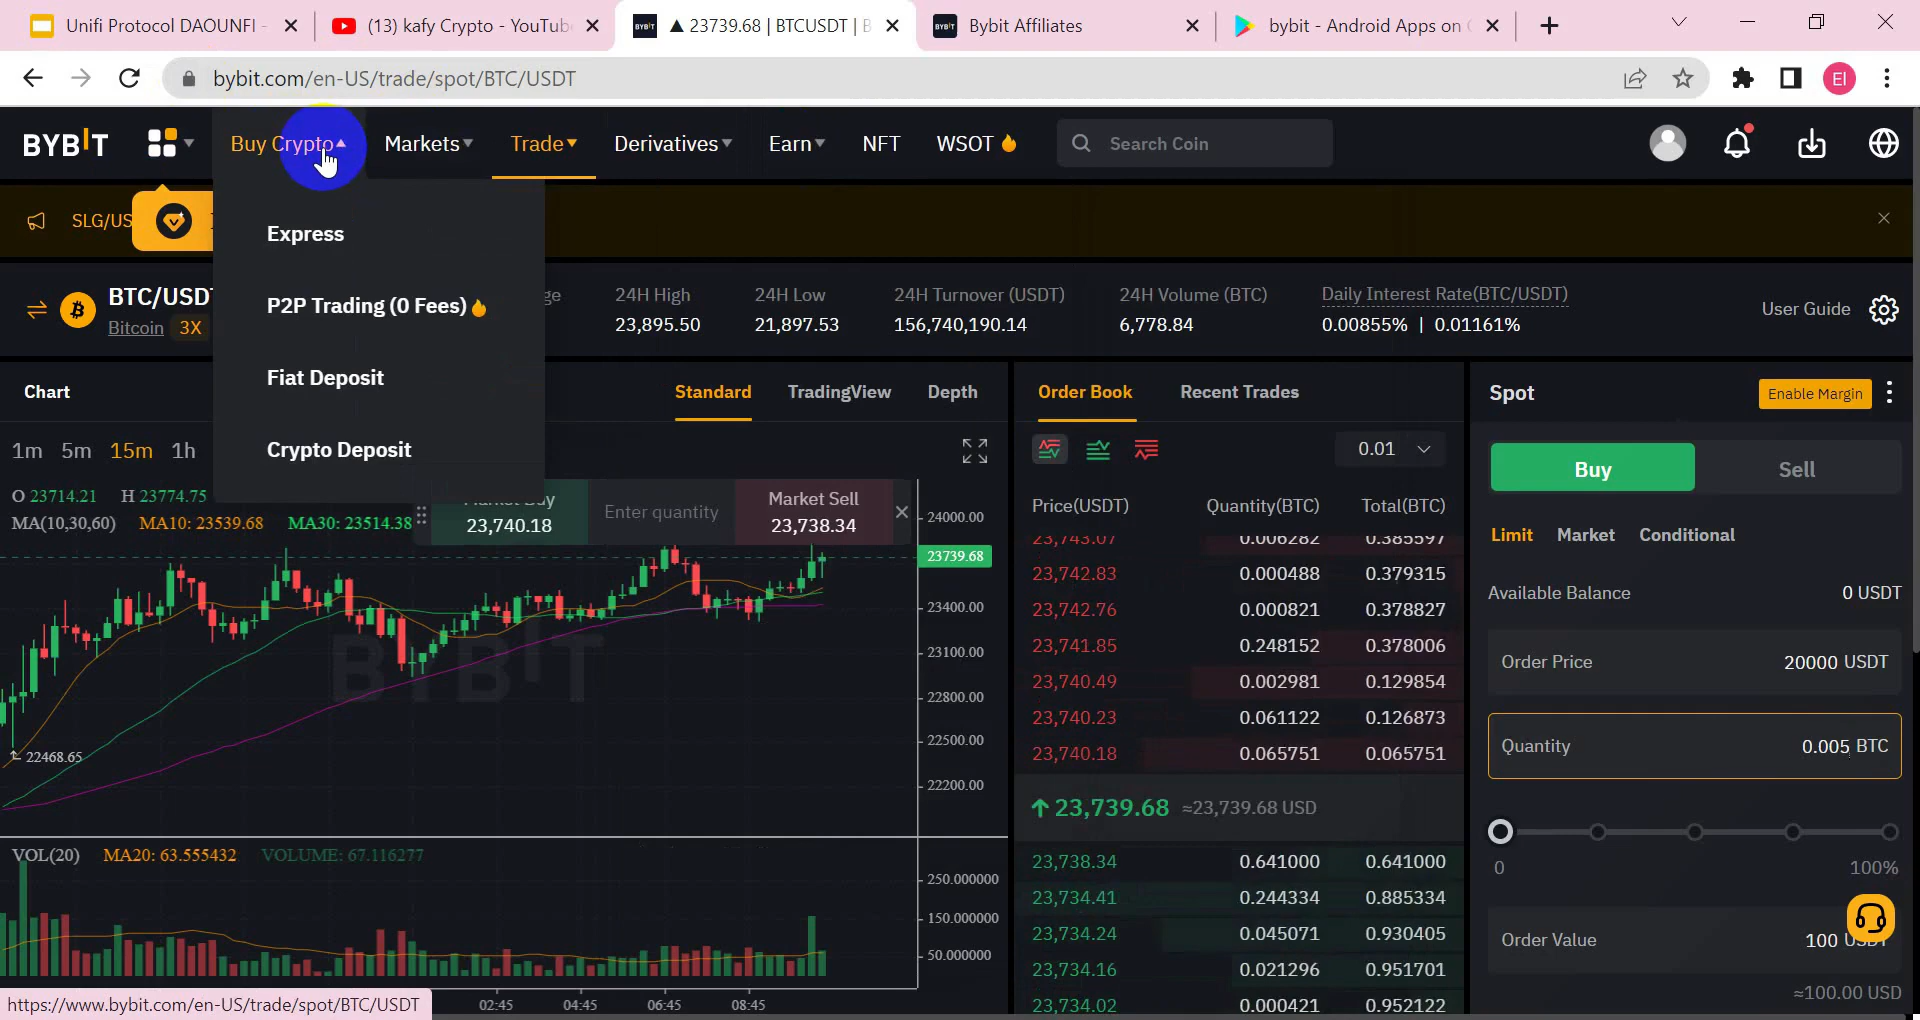 Unifi Protocol DAOUNFI -
(13) kafy Crypto - YouTube
▲ 23739.68 | BTCUSDT | B
Bybit Affiliates
bybit - Android Apps on
bybit.com/en-US/trade/spot/BTC/USDT
EI
BYBIT
Buy Crypto
Markets
Trade
Derivatives
Earn
NFT
WSOT
Search Coin
SLG/US
Express
P2P Trading (0 Fees)
Fiat Deposit
Crypto Deposit
BTC/USDT
Bitcoin 3X
ge
24H High
23,895.50
24H Low
21,897.53
24H Turnover (USDT)
156,740,190.14
24H Volume (BTC)
6,778.84
Daily Interest Rate(BTC/USDT)
0.00855% | 0.01161%
User Guide
Chart
Standard
TradingView
Depth
1m 5m 15m 1h
O 23714.21 H 23774.75
MA(10,30,60) MA10: 23539.68 MA30: 23514.38
Market Buy
23,740.18
Enter quantity
Market Sell
23,738.34
24000.00
23739.68
23400.00
23100.00
22800.00
22500.00
22200.00
22468.65
BYBIT
VOL(20) MA20: 63.555432 VOLUME: 67.116277
250.000000
150.000000
50.000000
02:45 04:45 06:45 08:45
https://www.bybit.com/en-US/trade/spot/BTC/USDT
Order Book
Recent Trades
0.01
Price(USDT) Quantity(BTC) Total(BTC)
23,743.07 0.006282 0.385597
23,742.83 0.000488 0.379315
23,742.76 0.000821 0.378827
23,741.85 0.248152 0.378006
23,740.49 0.002981 0.129854
23,740.23 0.061122 0.126873
23,740.18 0.065751 0.065751
23,739.68 ≈23,739.68 USD
23,738.34 0.641000 0.641000
23,734.41 0.244334 0.885334
23,734.24 0.045071 0.930405
23,734.16 0.021296 0.951701
23,734.02 0.000421 0.952122
Spot
Enable Margin
Buy
Sell
Limit Market Conditional
Available Balance 0 USDT
Order Price 20000 USDT
Quantity 0.005 BTC
0 100%
Order Value 100 USDT
≈100.00 USD